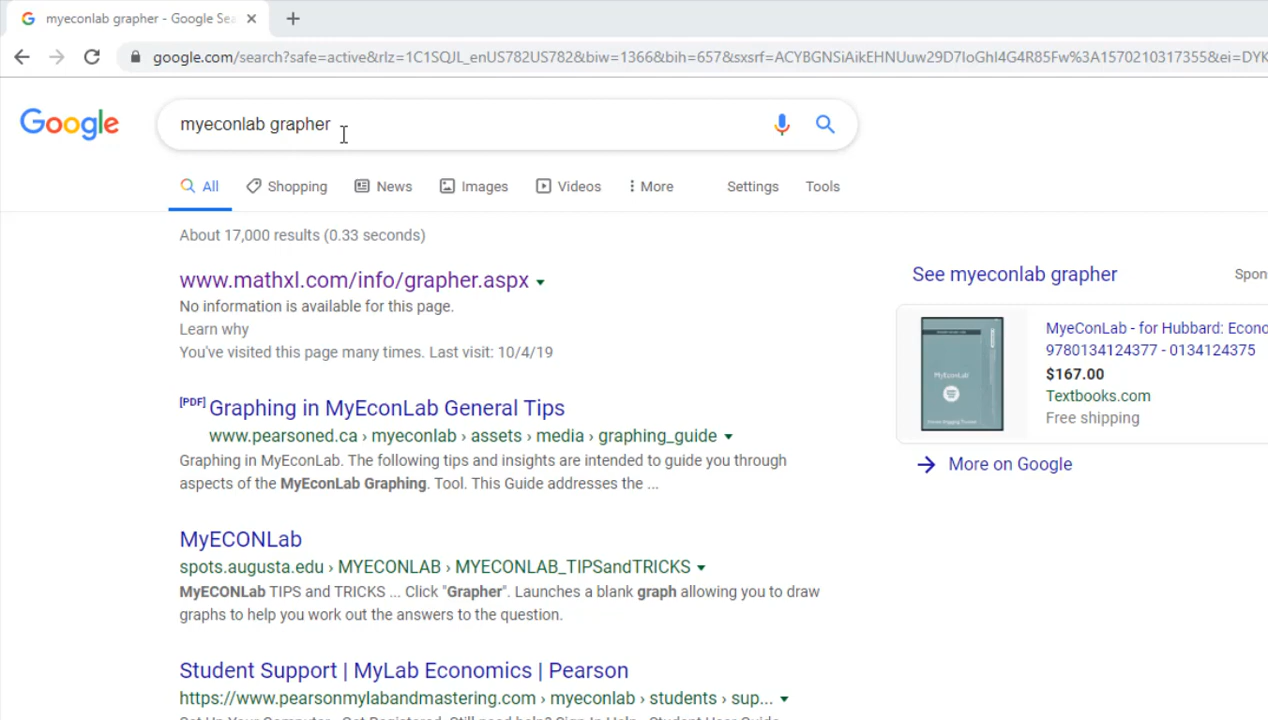 myeconlab grapher - Google Sea
google.com/search?safe=active&rlz=1C1SQJL_enUS782US782&biw=1366&bih=657&sxsrf=ACYBGNSiAikEHNUuw29D7IoGhI4G4R85Fw%3A1570210317355&ei=DYK
Google
myeconlab grapher
All Shopping News Images Videos More Settings Tools
About 17,000 results (0.33 seconds)
www.mathxl.com/info/grapher.aspx
No information is available for this page.
Learn why
You've visited this page many times. Last visit: 10/4/19
[PDF] Graphing in MyEconLab General Tips
www.pearsoned.ca › myeconlab › assets › media › graphing_guide
Graphing in MyEconLab. The following tips and insights are intended to guide you through
aspects of the MyEconLab Graphing. Tool. This Guide addresses the ...
MyECONLab
spots.augusta.edu › MYECONLAB › MYECONLAB_TIPSandTRICKS
MyECONLab TIPS and TRICKS ... Click "Grapher". Launches a blank graph allowing you to draw
graphs to help you work out the answers to the question.
Student Support | MyLab Economics | Pearson
https://www.pearsonmylabandmastering.com › myeconlab › students › sup...
See myeconlab grapher Spon
MyEconLab
MyEconLab - for Hubbard: Econo
9780134124377 - 0134124375
$167.00
Textbooks.com
Free shipping
More on Google